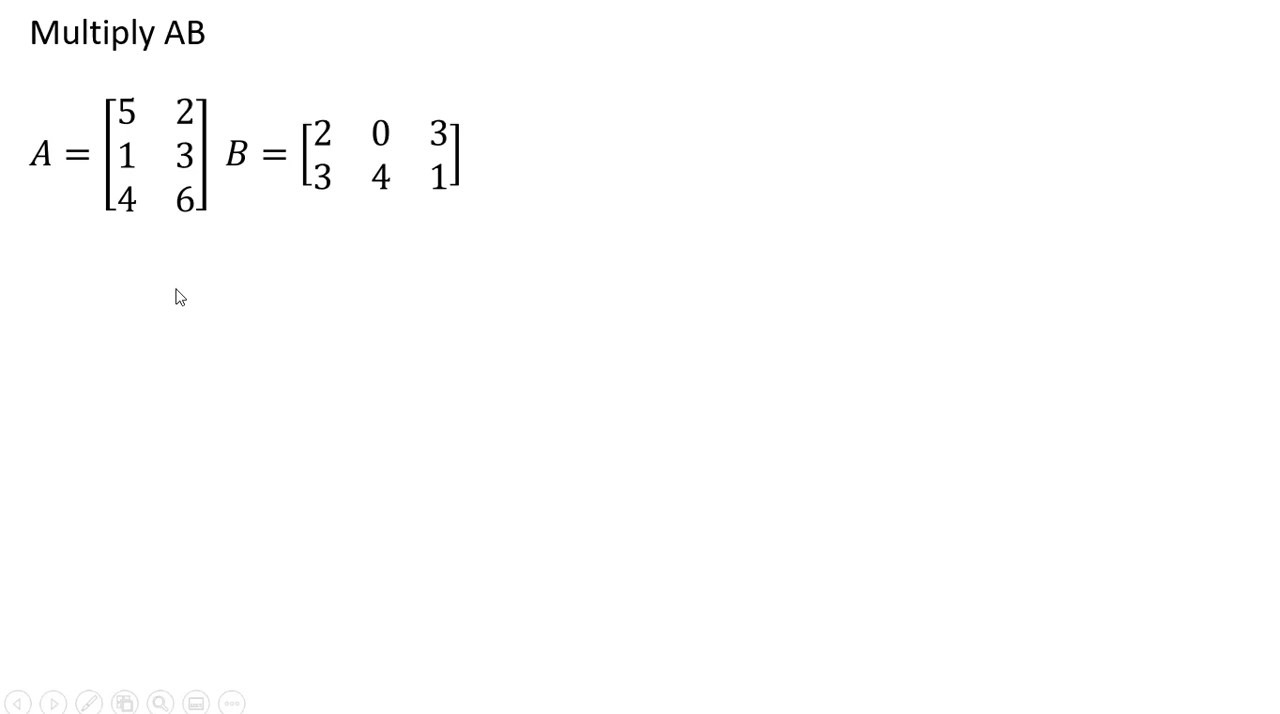 Multiply AB
A = [5 2
1 3
4 6] B = [2 0 3
3 4 1]